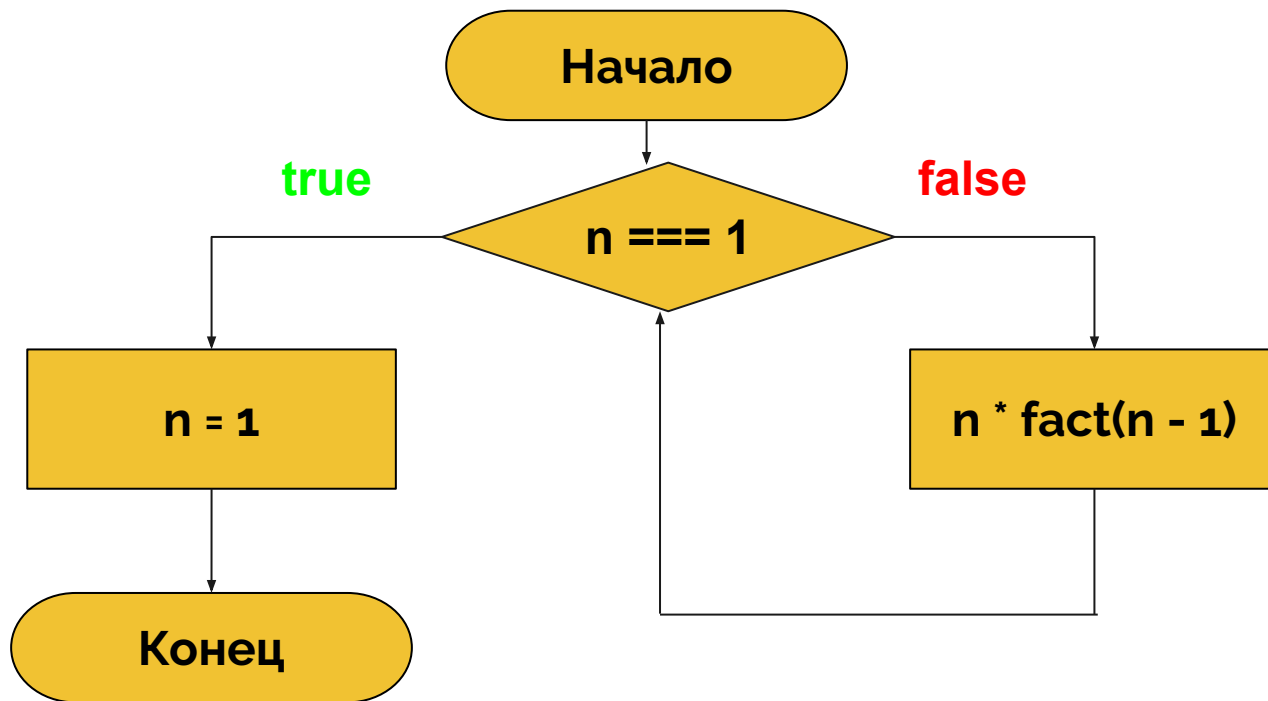 Начало
true
false
n === 1
n = 1
n * fact(n - 1)
Конец